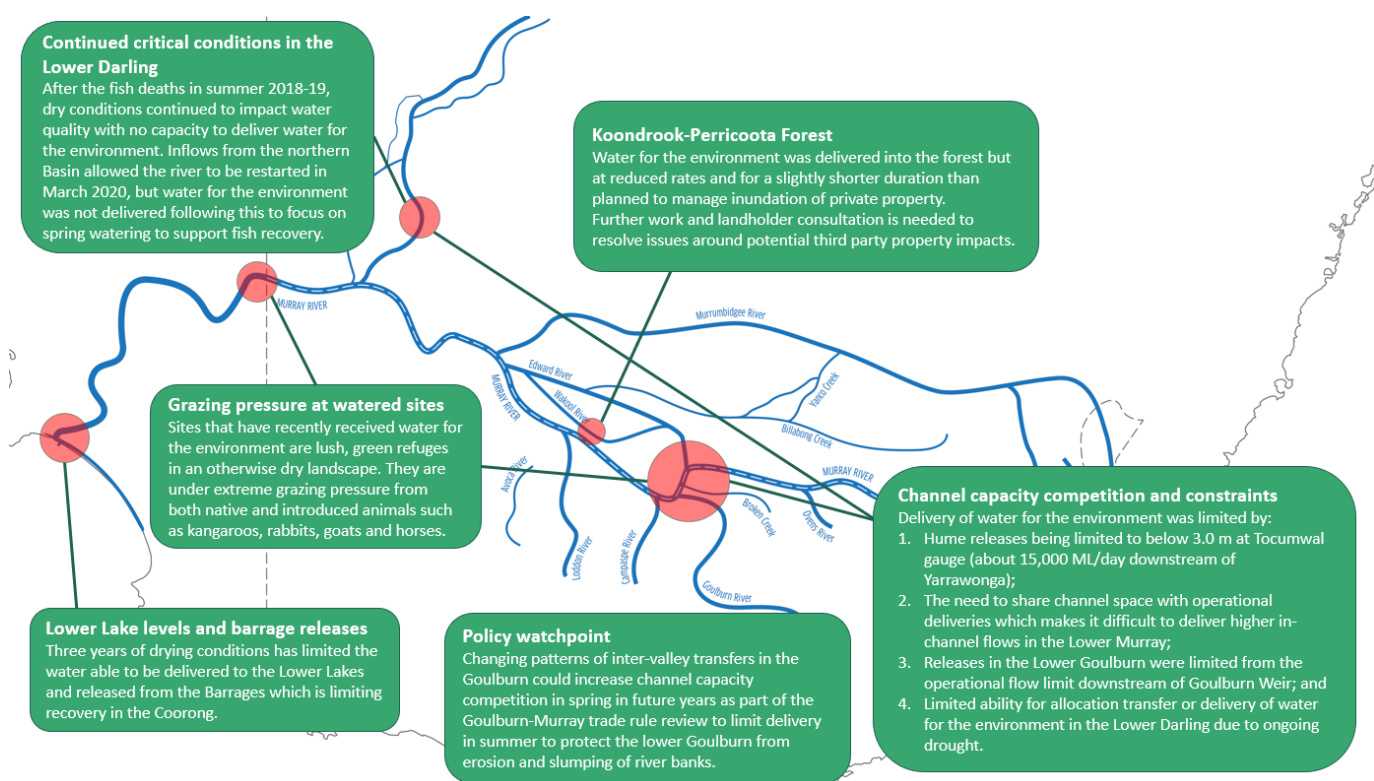 Continued critical conditions in the
Lower Darling
After the fish deaths in summer 2018-19,
dry conditions continued to impact water
quality with no capacity to deliver water for
the environment. Inflows from the northern
Basin allowed the river to be restarted in
March 2020, but water for the environment
was not delivered following this to focus on
spring watering to support fish recovery.
Koondrook-Perricoota Forest
Water for the environment was delivered into the forest but
at reduced rates and for a slightly shorter duration than
planned to manage inundation of private property.
Further work and landholder consultation is needed to
resolve issues around potential third party property impacts.
MURRAY RIVER
Murrumbidgee River
Edward River
MURRAY RIVER
Wakool River
Yanco Creek
Billabong Creek
Grazing pressure at watered sites
Sites that have recently received water for
the environment are lush, green refuges
in an otherwise dry landscape. They are
under extreme grazing pressure from
both native and introduced animals such
as kangaroos, rabbits, goats and horses.
Avoca River
Loddon River
Campaspe River
Broken Creek
Ovens River
MURRAY RIVER
Goulburn River
Channel capacity competition and constraints
Delivery of water for the environment was limited by:
1. Hume releases being limited to below 3.0 m at Tocumwal
gauge (about 15,000 ML/day downstream of
Yarrawonga);
2. The need to share channel space with operational
deliveries which makes it difficult to deliver higher in-
channel flows in the Lower Murray;
3. Releases in the Lower Goulburn were limited from the
operational flow limit downstream of Goulburn Weir; and
4. Limited ability for allocation transfer or delivery of water
for the environment in the Lower Darling due to ongoing
drought.
Lower Lake levels and barrage releases
Three years of drying conditions has limited the
water able to be delivered to the Lower Lakes
and released from the Barrages which is limiting
recovery in the Coorong.
Policy watchpoint
Changing patterns of inter-valley transfers in the
Goulburn could increase channel capacity
competition in spring in future years as part of the
Goulburn-Murray trade rule review to limit delivery
in summer to protect the lower Goulburn from
erosion and slumping of river banks.